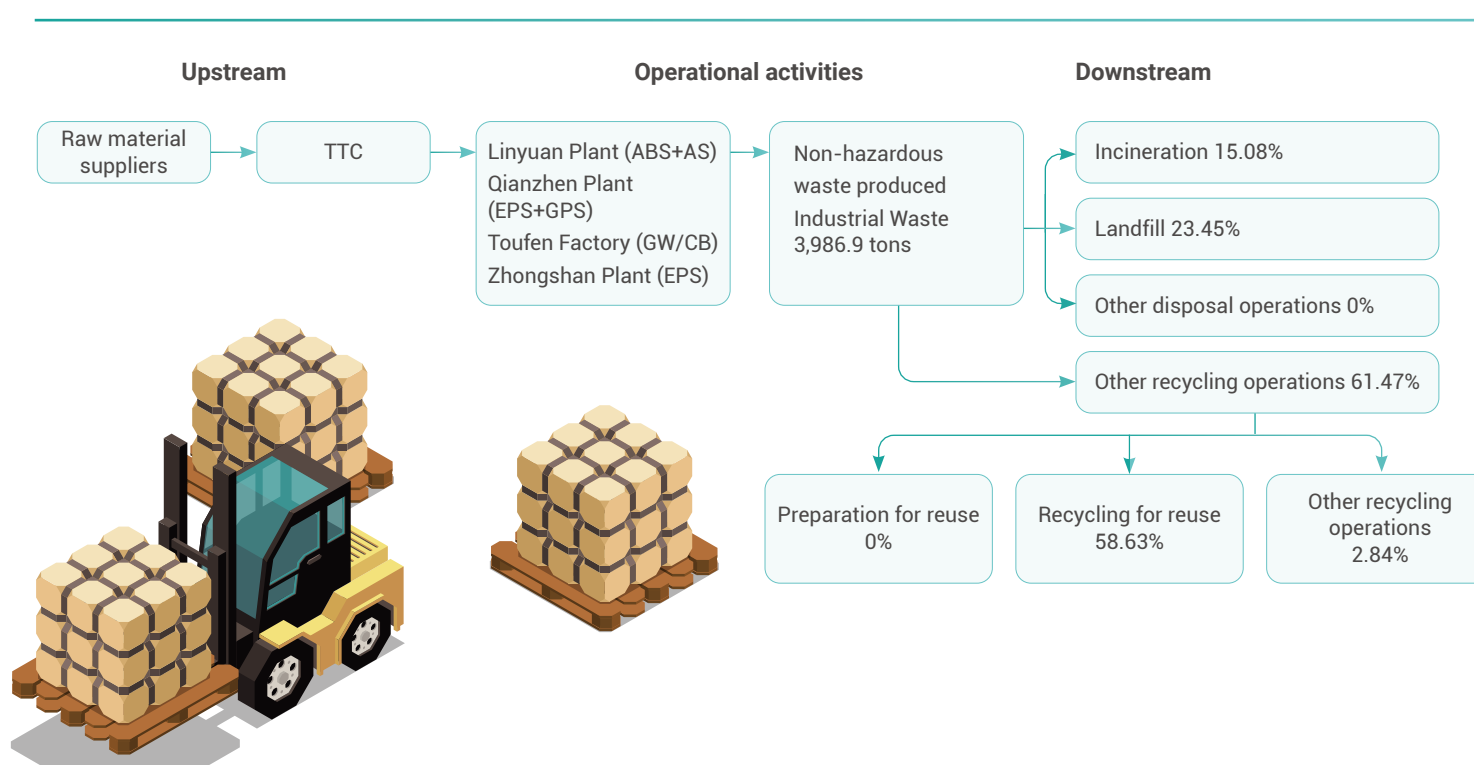 Upstream
Operational activities
Downstream
Raw material
suppliers
TTC
Linyuan Plant (ABS+AS)
Qianzhen Plant
(EPS+GPS)
Toufen Factory (GW/CB)
Zhongshan Plant (EPS)
Non-hazardous
waste produced
Industrial Waste
3,986.9 tons
Incineration 15.08%
Landfill 23.45%
Other disposal operations 0%
Other recycling operations 61.47%
Preparation for reuse
0%
Recycling for reuse
58.63%
Other recycling
operations
2.84%